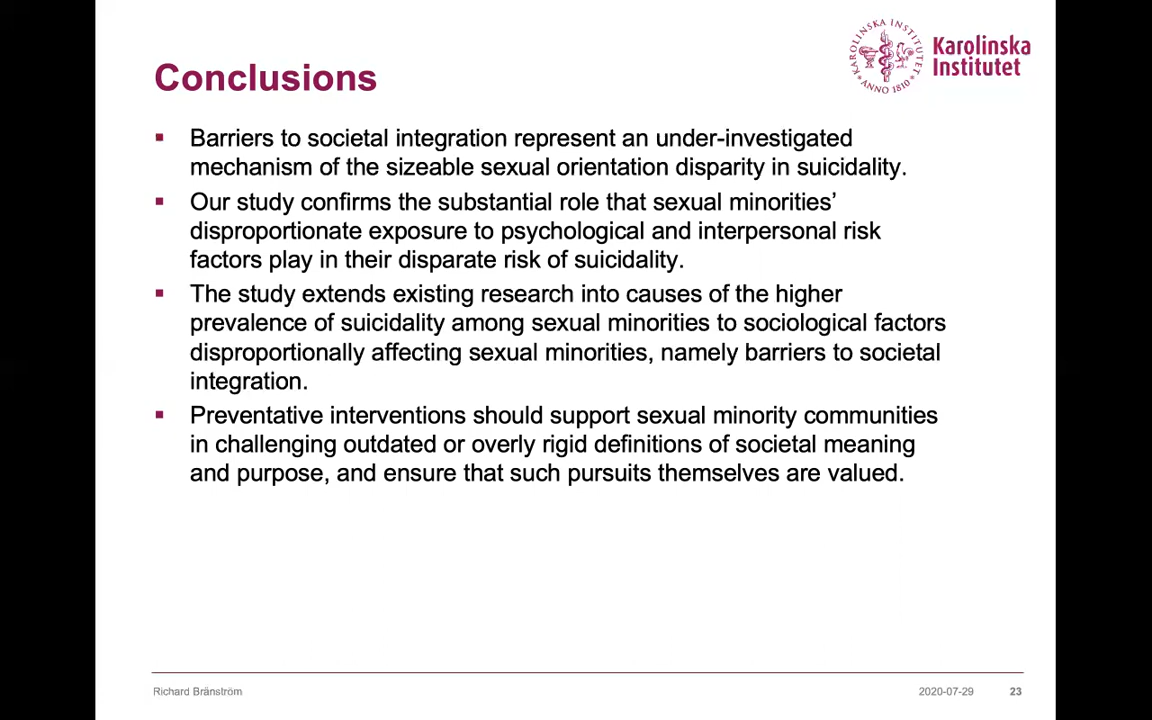 Conclusions
KAROLINSKA INSTITUTET
ANNO 1810
Karolinska
Institutet
▪ Barriers to societal integration represent an under-investigated
mechanism of the sizeable sexual orientation disparity in suicidality.
▪ Our study confirms the substantial role that sexual minorities’
disproportionate exposure to psychological and interpersonal risk
factors play in their disparate risk of suicidality.
▪ The study extends existing research into causes of the higher
prevalence of suicidality among sexual minorities to sociological factors
disproportionally affecting sexual minorities, namely barriers to societal
integration.
▪ Preventative interventions should support sexual minority communities
in challenging outdated or overly rigid definitions of societal meaning
and purpose, and ensure that such pursuits themselves are valued.
Richard Bränström
2020-07-29
23